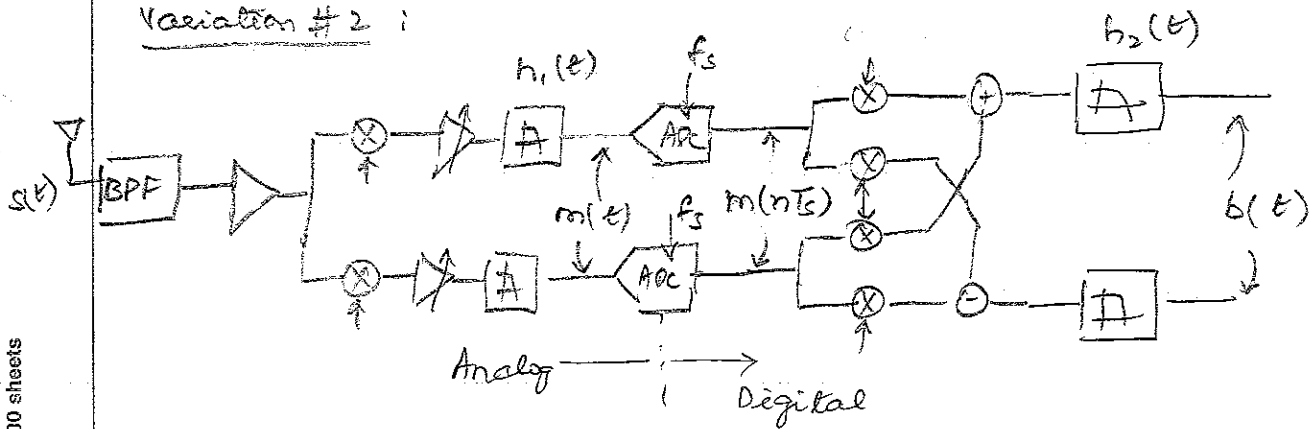 Variation # 2 :
h₁(t)
fs
h₂(t)
ADC
s(t)
BPF
m(t)
fs
m(nTs)
b(t)
ADC
Analog
Digital
00 sheets